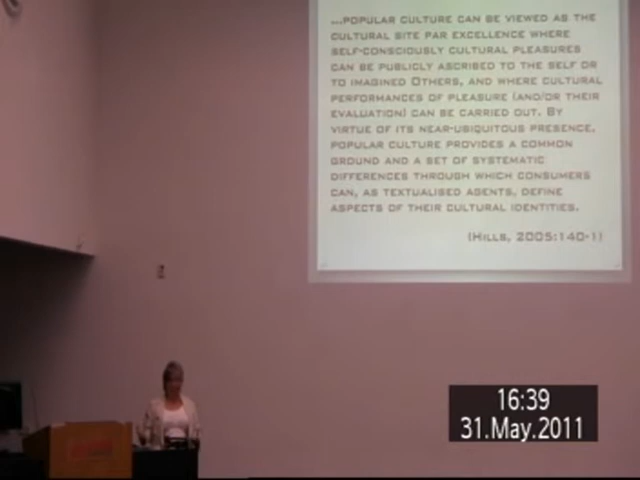 ...POPULAR CULTURE CAN BE VIEWED AS THE
CULTURAL SITE PAR EXCELLENCE WHERE
SELF-CONSCIOUSLY CULTURAL PLEASURES
CAN BE PUBLICLY ASCRIBED TO THE SELF OR
TO IMAGINED OTHERS, AND WHERE CULTURAL
PERFORMANCES OF PLEASURE (AND/OR THEIR
EVALUATION) CAN BE CARRIED OUT. BY
VIRTUE OF ITS NEAR-UBIQUITOUS PRESENCE,
POPULAR CULTURE PROVIDES A COMMON
GROUND AND A SET OF SYSTEMATIC
DIFFERENCES THROUGH WHICH CONSUMERS
CAN, AS TEXTUALISED AGENTS, DEFINE
ASPECTS OF THEIR CULTURAL IDENTITIES.
(HILLS, 2005:140-1)
16:39
31.May.2011